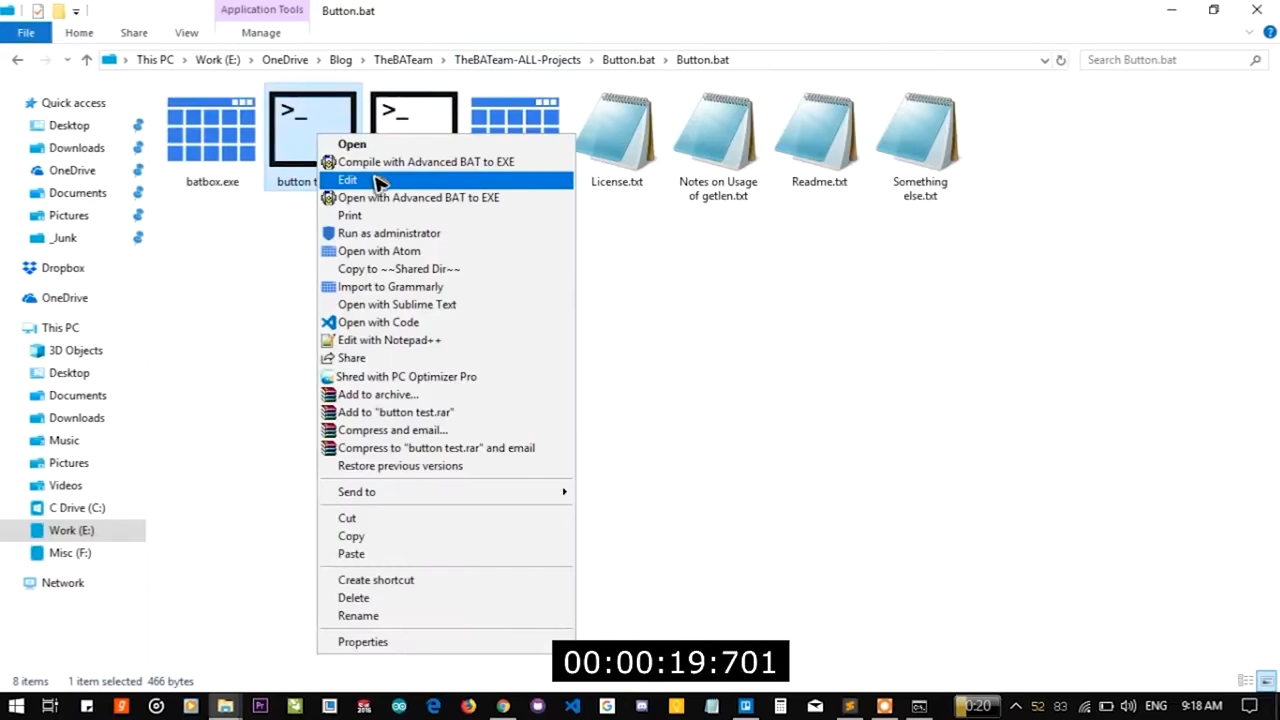 Application Tools
Button.bat
File
Home
Share
View
Manage
This PC
Work (E:)
OneDrive
Blog
TheBATeam
TheBATeam-ALL-Projects
Button.bat
Button.bat
Search Button.bat
Quick access
Desktop
Downloads
OneDrive
Documents
Pictures
_Junk
Dropbox
OneDrive
This PC
3D Objects
Desktop
Documents
Downloads
Music
Pictures
Videos
C Drive (C:)
Work (E:)
Misc (F:)
Network
batbox.exe
button t
License.txt
Notes on Usage
of getlen.txt
Readme.txt
Something
else.txt
Open
Compile with Advanced BAT to EXE
Edit
Open with Advanced BAT to EXE
Print
Run as administrator
Open with Atom
Copy to ~~Shared Dir~~
Import to Grammarly
Open with Sublime Text
Open with Code
Edit with Notepad++
Share
Shred with PC Optimizer Pro
Add to archive...
Add to "button test.rar"
Compress and email...
Compress to "button test.rar" and email
Restore previous versions
Send to
Cut
Copy
Paste
Create shortcut
Delete
Rename
Properties
00:00:19:701
8 items
1 item selected 466 bytes
0:20
52
83
ENG
9:18 AM